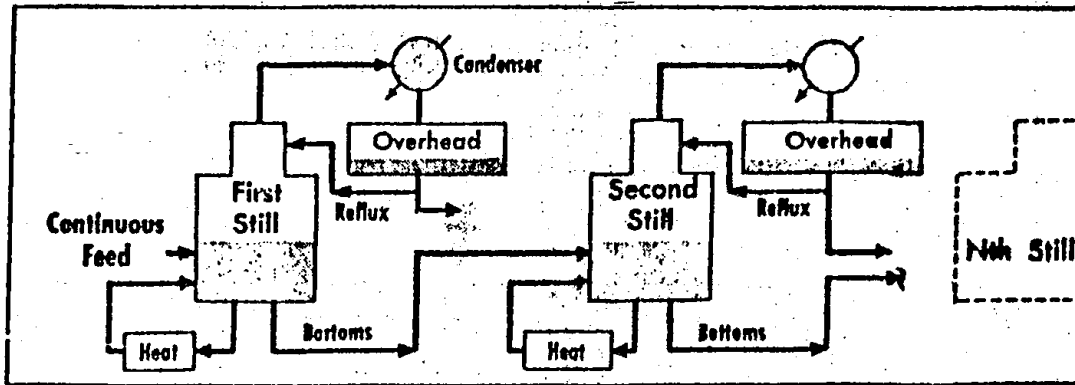 Condenser
Overhead
First
Still
Reflux
Continuous
Feed
Heat
Bottoms
Overhead
Second
Still
Reflux
Heat
Bottoms
Nth Still